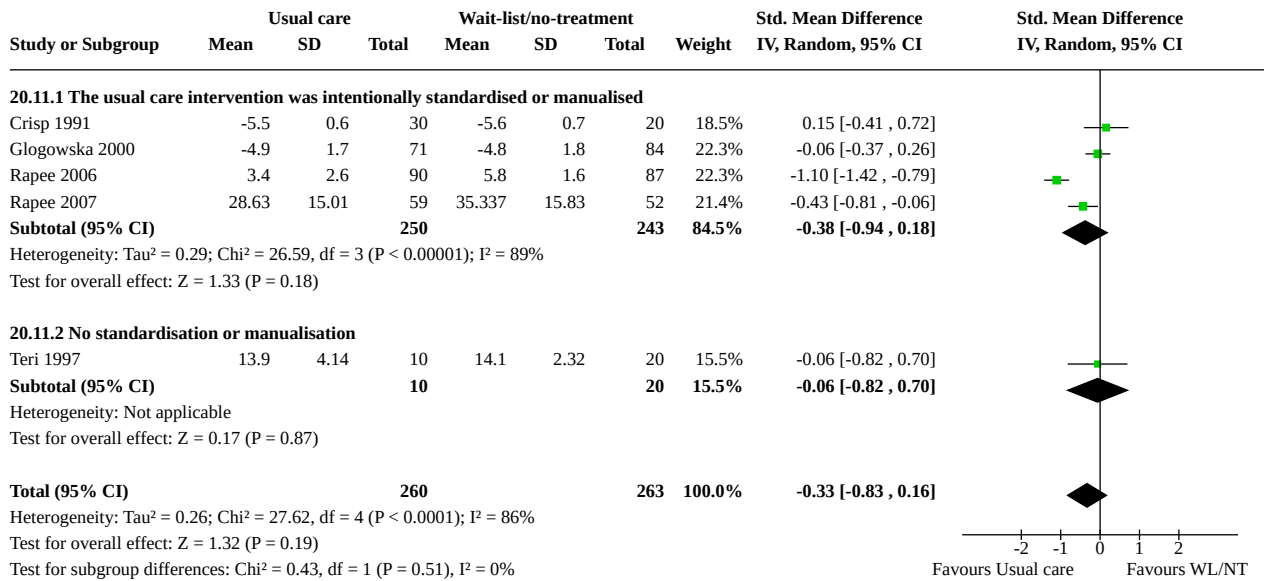 Usual care Wait-list/no-treatment Std. Mean Difference Std. Mean Difference
Study or Subgroup Mean SD Total Mean SD Total Weight IV, Random, 95% CI IV, Random, 95% CI
20.11.1 The usual care intervention was intentionally standardised or manualised
Crisp 1991 -5.5 0.6 30 -5.6 0.7 20 18.5% 0.15 [-0.41 , 0.72]
Glogowska 2000 -4.9 1.7 71 -4.8 1.8 84 22.3% -0.06 [-0.37 , 0.26]
Rapee 2006 3.4 2.6 90 5.8 1.6 87 22.3% -1.10 [-1.42 , -0.79]
Rapee 2007 28.63 15.01 59 35.337 15.83 52 21.4% -0.43 [-0.81 , -0.06]
Subtotal (95% CI) 250 243 84.5% -0.38 [-0.94 , 0.18]
Heterogeneity: Tau² = 0.29; Chi² = 26.59, df = 3 (P < 0.00001); I² = 89%
Test for overall effect: Z = 1.33 (P = 0.18)
20.11.2 No standardisation or manualisation
Teri 1997 13.9 4.14 10 14.1 2.32 20 15.5% -0.06 [-0.82 , 0.70]
Subtotal (95% CI) 10 20 15.5% -0.06 [-0.82 , 0.70]
Heterogeneity: Not applicable
Test for overall effect: Z = 0.17 (P = 0.87)
Total (95% CI) 260 263 100.0% -0.33 [-0.83 , 0.16]
Heterogeneity: Tau² = 0.26; Chi² = 27.62, df = 4 (P < 0.0001); I² = 86%
Test for overall effect: Z = 1.32 (P = 0.19)
-2 -1 0 1 2
Test for subgroup differences: Chi² = 0.43, df = 1 (P = 0.51), I² = 0% Favours Usual care Favours WL/NT